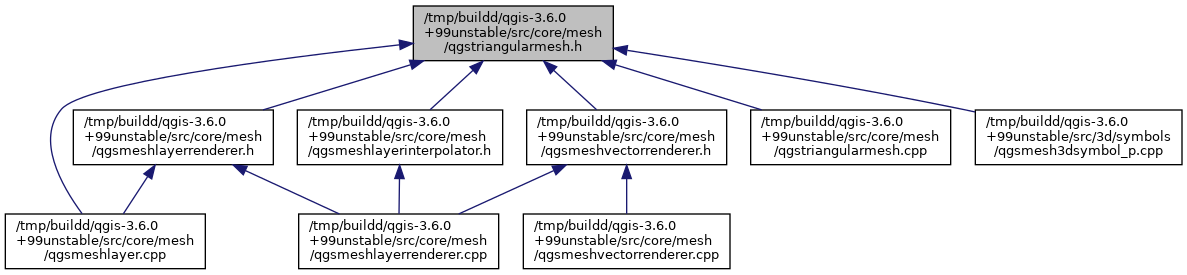 /tmp/buildd/qgis-3.6.0
+99unstable/src/core/mesh
/qgstriangularmesh.h
/tmp/buildd/qgis-3.6.0
+99unstable/src/core/mesh
/qgsmeshlayerrenderer.h
/tmp/buildd/qgis-3.6.0
+99unstable/src/core/mesh
/qgsmeshlayerinterpolator.h
/tmp/buildd/qgis-3.6.0
+99unstable/src/core/mesh
/qgsmeshvectorrenderer.h
/tmp/buildd/qgis-3.6.0
+99unstable/src/core/mesh
/qgstriangularmesh.cpp
/tmp/buildd/qgis-3.6.0
+99unstable/src/3d/symbols
/qgsmesh3dsymbol_p.cpp
/tmp/buildd/qgis-3.6.0
+99unstable/src/core/mesh
/qgsmeshlayer.cpp
/tmp/buildd/qgis-3.6.0
+99unstable/src/core/mesh
/qgsmeshlayerrenderer.cpp
/tmp/buildd/qgis-3.6.0
+99unstable/src/core/mesh
/qgsmeshvectorrenderer.cpp